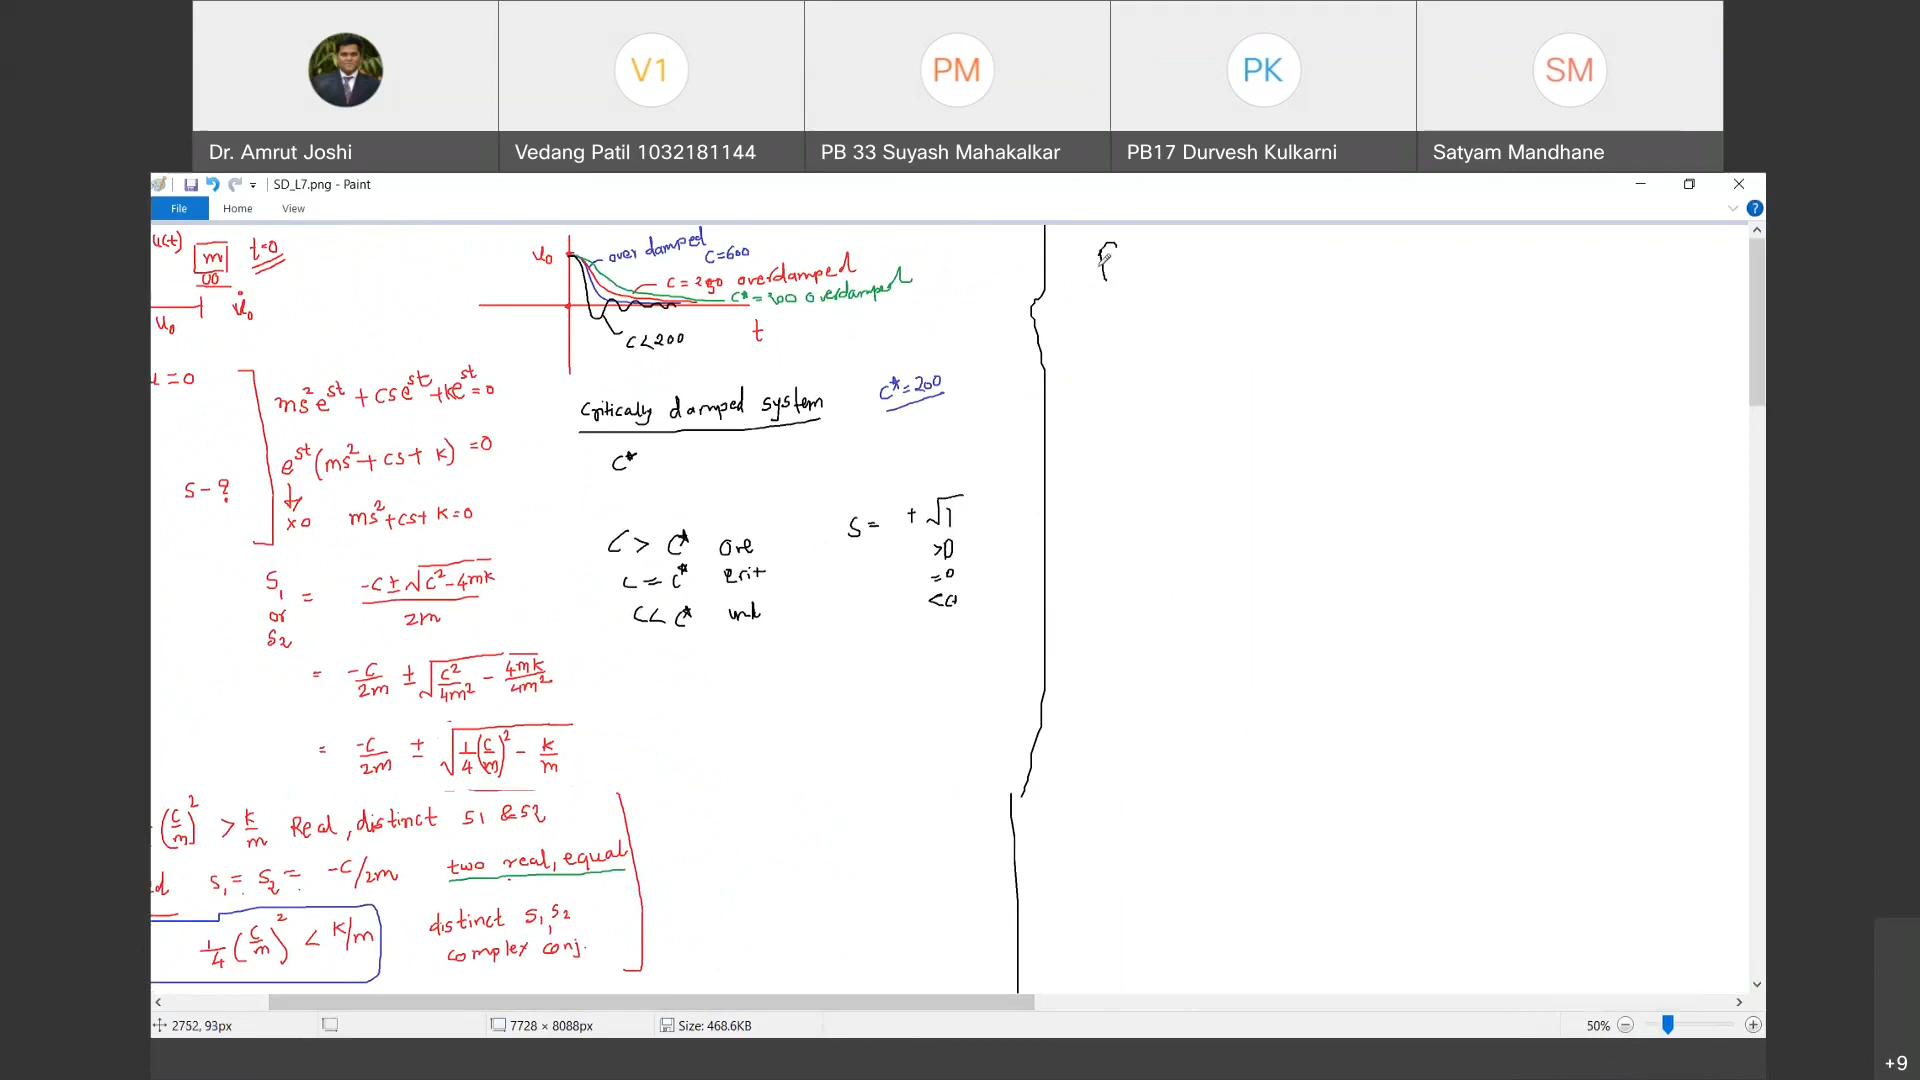 V1
PM
PK
SM
Dr. Amrut Joshi
Vedang Patil 1032181144
PB 33 Suyash Mahakalkar
PB17 Durvesh Kulkarni
Satyam Mandhane
SD_L7.png - Paint
File
Home
View
u(t)
m
t=0
u₀
u̇₀
u=0
ms²e^st + cse^st + ke^st = 0
e^st (ms² + cs + k) = 0
s - ?
ms² + cs + k = 0
S₁ or S₂ = -c ± √(c² - 4mk) / 2m
= -c/2m ± √(c²/4m² - 4mk/4m²)
= -c/2m ± √(1/4 (c/m)² - k/m)
(c/m)² > k/m Real, distinct s1 & s2
s₁ = s₂ = -c/2m two real, equal
1/4 (c/m)² < k/m distinct s₁, s₂
complex conj.
u₀
over damped
c=600
overdamped
c* = 300 overdamped
c<200
t
Critically damped system
c*=200
c*
c > c* ove
c = c* crit
c < c* und
s = + √
>0
=0
<0
2752, 93px
7728 × 8088px
Size: 468.6KB
50%
+9